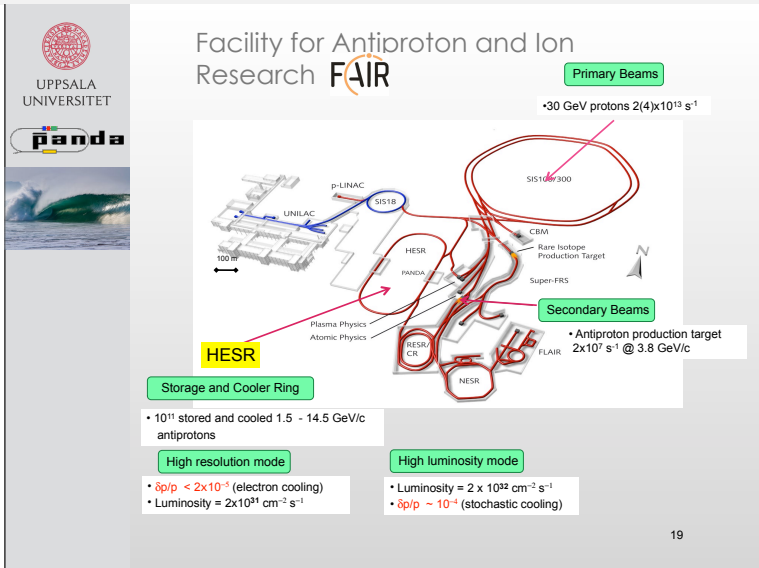 Facility for Antiproton and Ion
Research FAIR
UPPSALA
UNIVERSITET
panda
Primary Beams
•30 GeV protons 2(4)x10¹³ s⁻¹
p-LINAC
SIS18
SIS100/300
UNILAC
CBM
Rare Isotope
Production Target
HESR
N
100 m
PANDA
Super-FRS
Secondary Beams
Plasma Physics
Atomic Physics
• Antiproton production target
2x10⁷ s⁻¹ @ 3.8 GeV/c
HESR
RESR/
CR
FLAIR
NESR
Storage and Cooler Ring
• 10¹¹ stored and cooled 1.5 - 14.5 GeV/c
antiprotons
High resolution mode
• δp/p < 2x10⁻⁵ (electron cooling)
• Luminosity = 2x10³¹ cm⁻² s⁻¹
High luminosity mode
• Luminosity = 2 x 10³² cm⁻² s⁻¹
• δp/p ~ 10⁻⁴ (stochastic cooling)
19